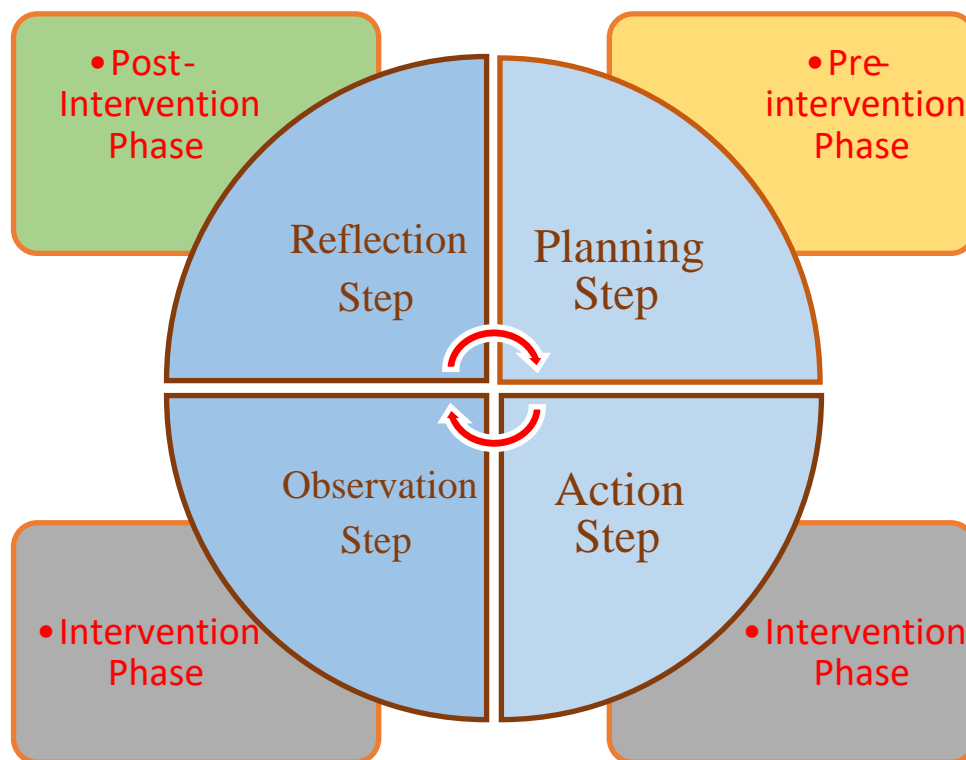 • Post-
Intervention
Phase
• Pre-
intervention
Phase
Reflection
Step
Planning
Step
Observation
Step
Action
Step
• Intervention
Phase
• Intervention
Phase